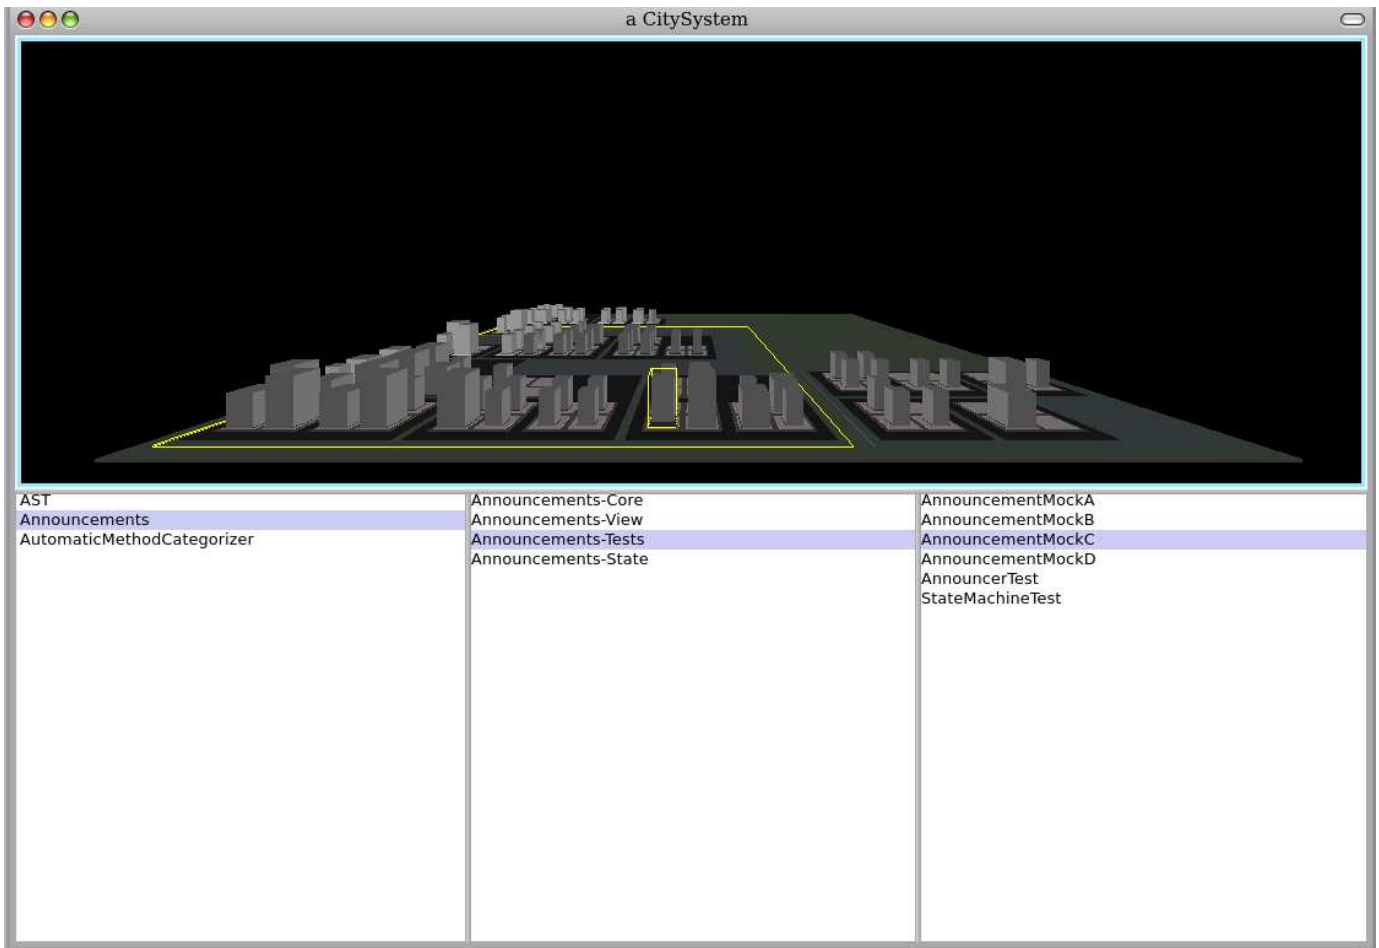 a CitySystem
AST
Announcements
AutomaticMethodCategorizer
Announcements-Core
Announcements-View
Announcements-Tests
Announcements-State
AnnouncementMockA
AnnouncementMockB
AnnouncementMockC
AnnouncementMockD
AnnouncerTest
StateMachineTest